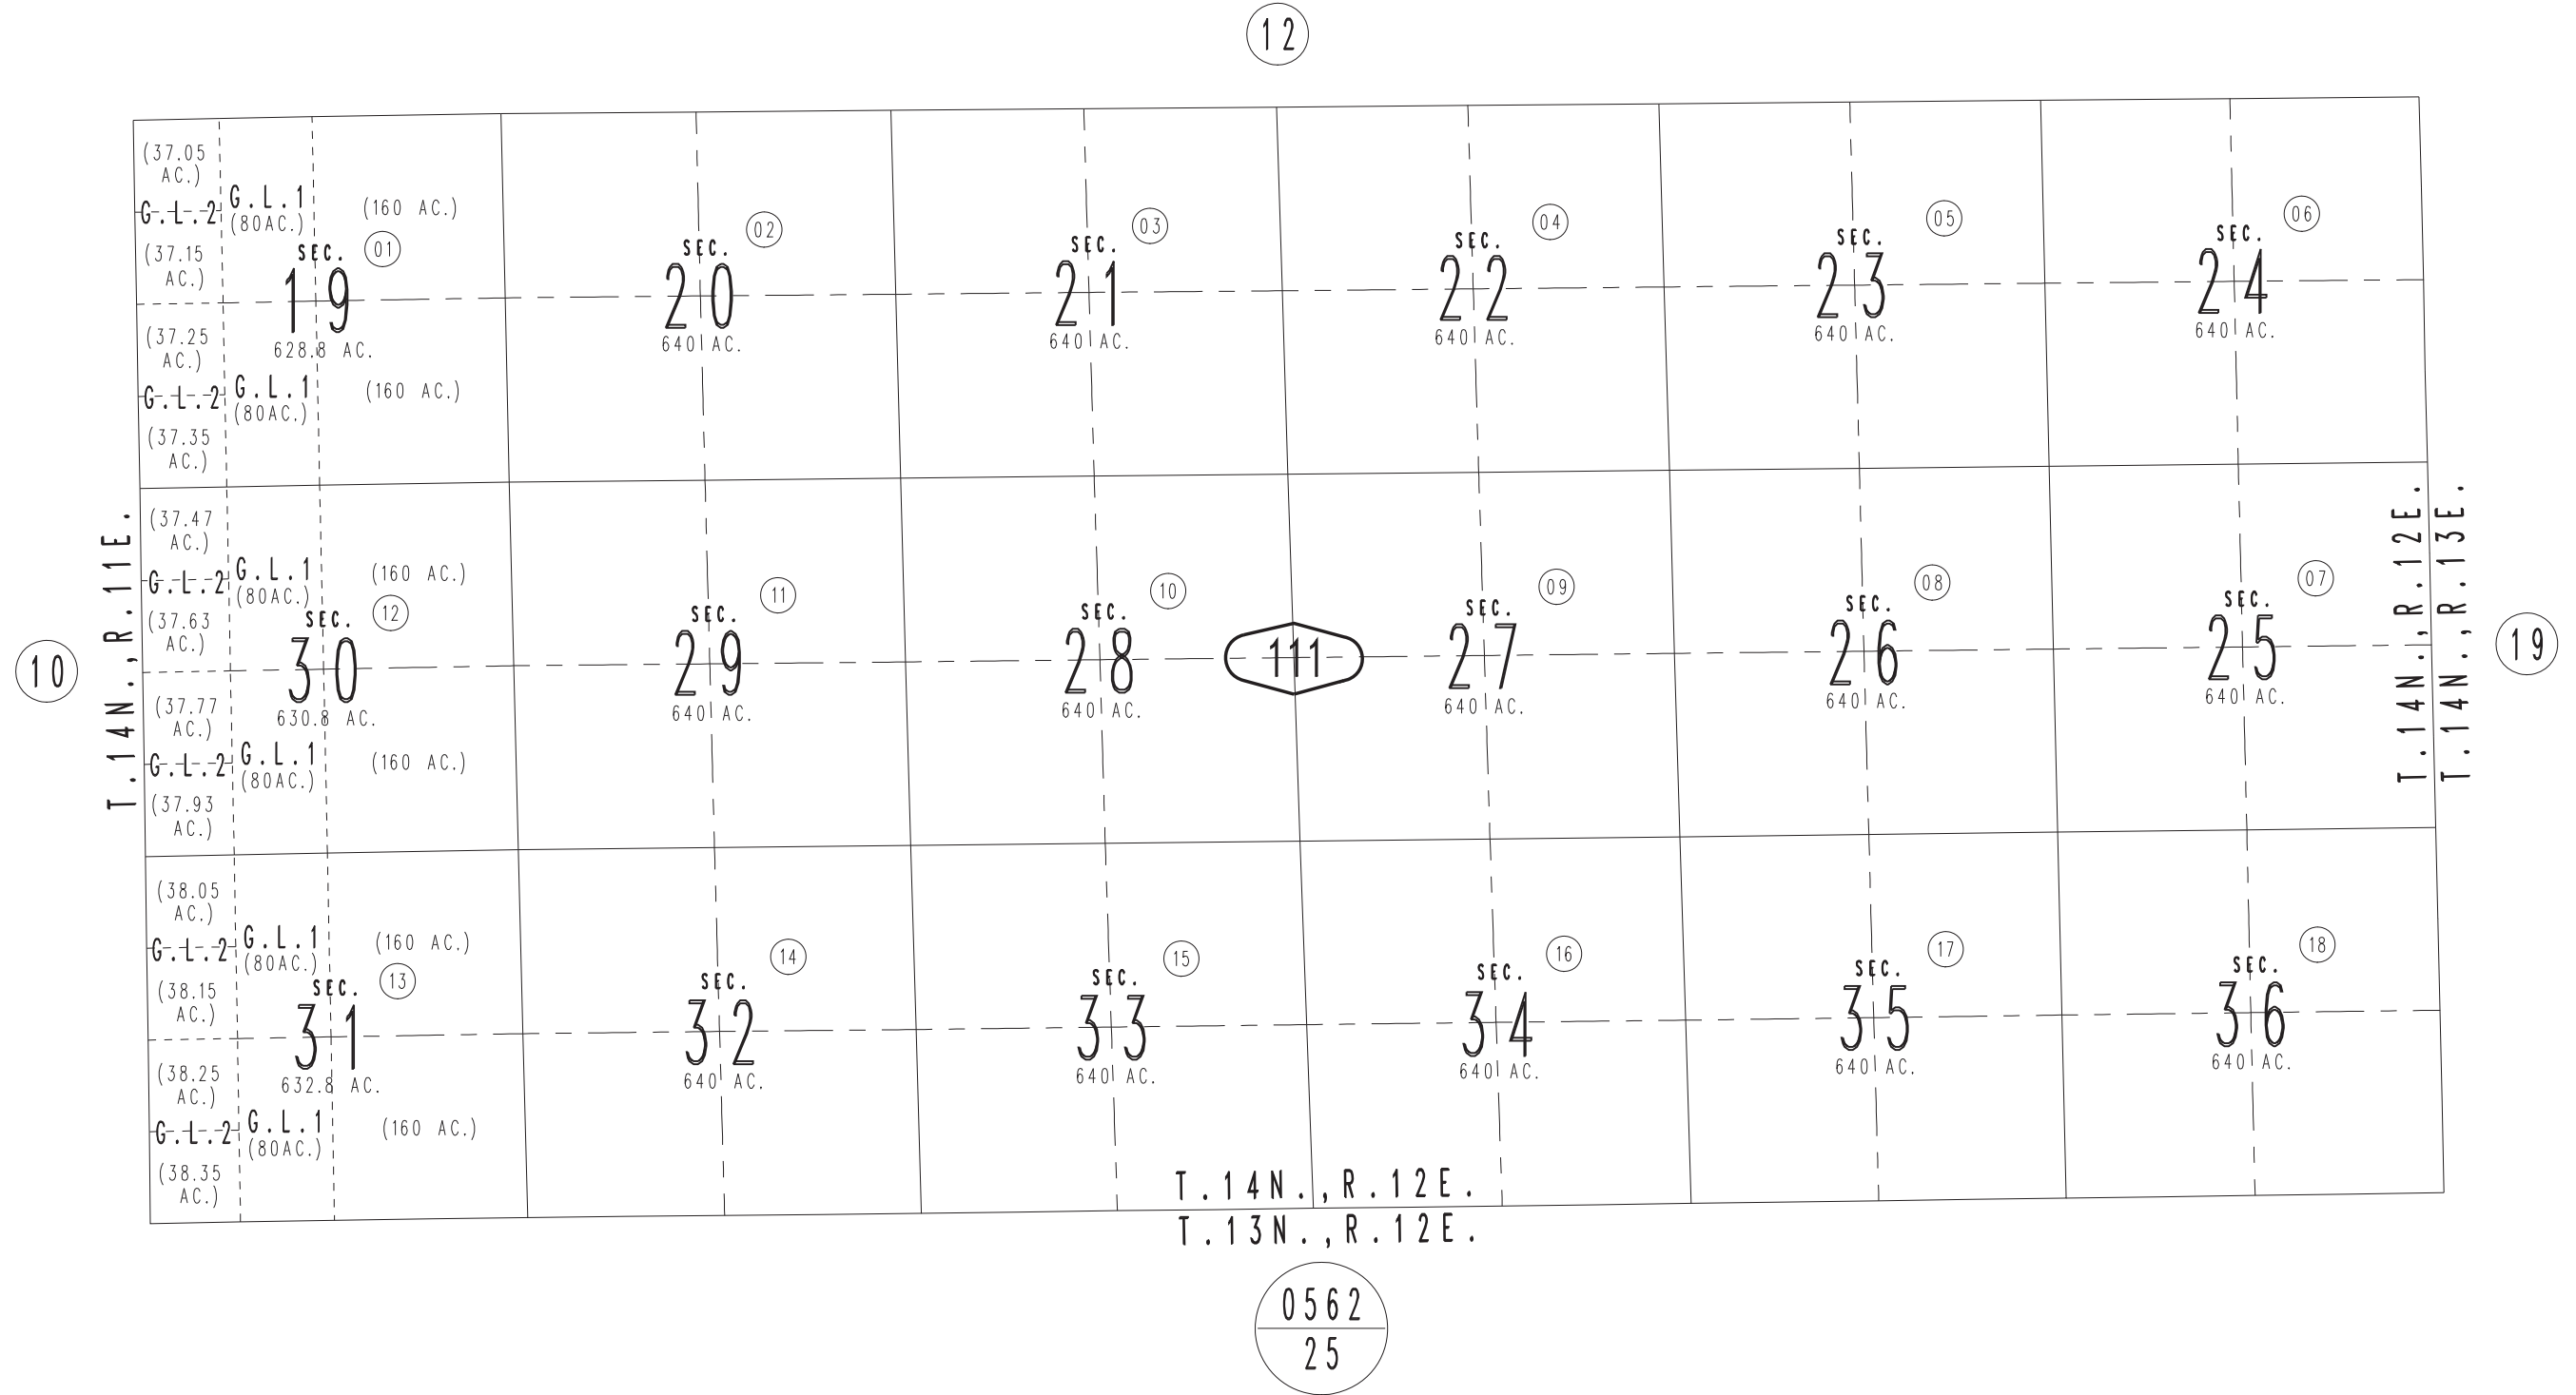 12
(37.05
AC.)
G.L.2
(37.15
AC.)
G.L.1
(80AC.)
(160 AC.)
SEC.
01
19
628.8 AC.
(37.25
AC.)
G.L.2
(37.35
AC.)
G.L.1
(80AC.)
(160 AC.)
SEC.
02
20
640 AC.
SEC.
03
21
640 AC.
SEC.
04
22
640 AC.
SEC.
05
23
640 AC.
SEC.
06
24
640 AC.
10
T.14N.,R.11E.
(37.47
AC.)
G.L.2
(37.63
AC.)
G.L.1
(80AC.)
(160 AC.)
SEC.
12
30
630.8 AC.
(37.77
AC.)
G.L.2
(37.93
AC.)
G.L.1
(80AC.)
(160 AC.)
SEC.
11
29
640 AC.
SEC.
10
28
640 AC.
111
SEC.
09
27
640 AC.
SEC.
08
26
640 AC.
SEC.
07
25
640 AC.
T.14N.,R.12E.
T.14N.,R.13E.
19
(38.05
AC.)
G.L.2
(38.15
AC.)
G.L.1
(80AC.)
(160 AC.)
SEC.
13
31
632.8 AC.
(38.25
AC.)
G.L.2
(38.35
AC.)
G.L.1
(80AC.)
(160 AC.)
SEC.
14
32
640 AC.
SEC.
15
33
640 AC.
SEC.
16
34
640 AC.
SEC.
17
35
640 AC.
SEC.
18
36
640 AC.
T.14N.,R.12E.
T.13N.,R.12E.
0562
25